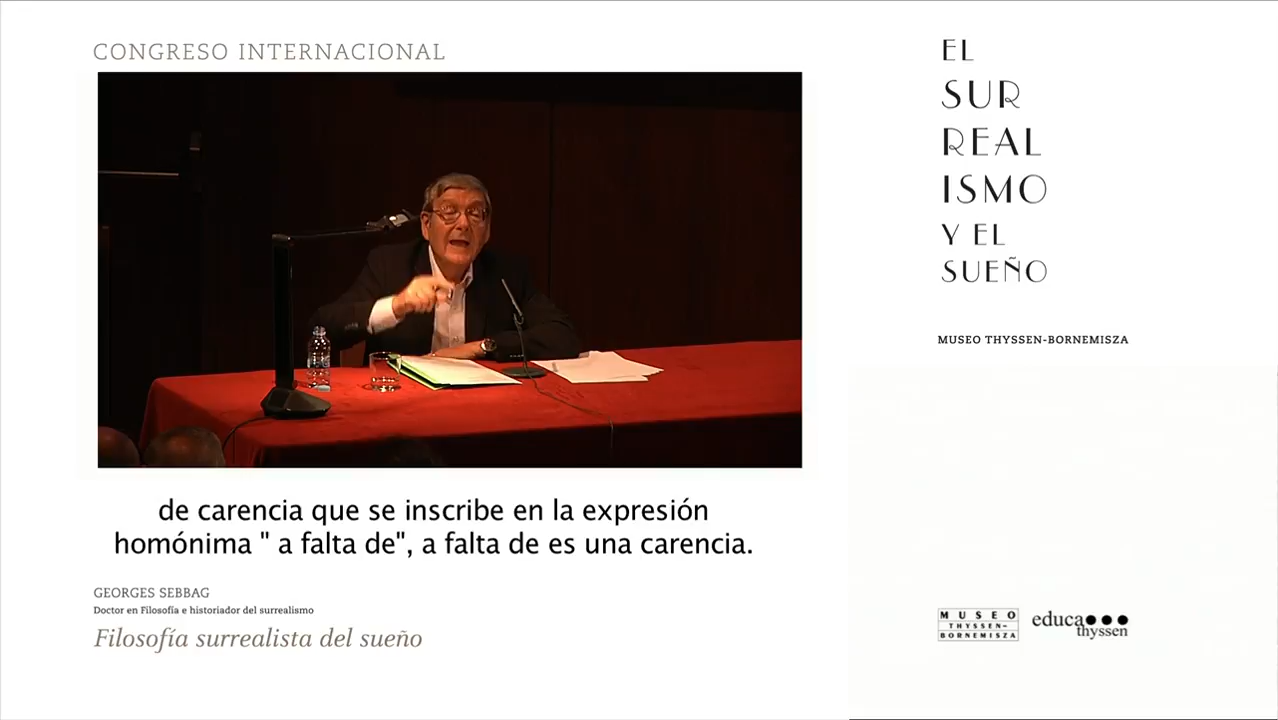 CONGRESO INTERNACIONAL
EL
SUR
REAL
ISMO
Y EL
SUEÑO
MUSEO THYSSEN-BORNEMISZA
de carencia que se inscribe en la expresión
homónima " a falta de", a falta de es una carencia.
GEORGES SEBBAG
Doctor en Filosofía e historiador del surrealismo
Filosofía surrealista del sueño
MUSEO
THYSSEN-
BORNEMISZA
educa
thyssen